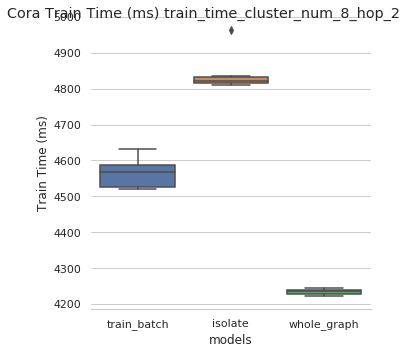 Cora Train Time (ms) train_time_cluster_num_8_hop_2
5000
4900
4800
4700
4600
4500
4400
4300
4200
Train Time (ms)
train_batch
isolate
whole_graph
models